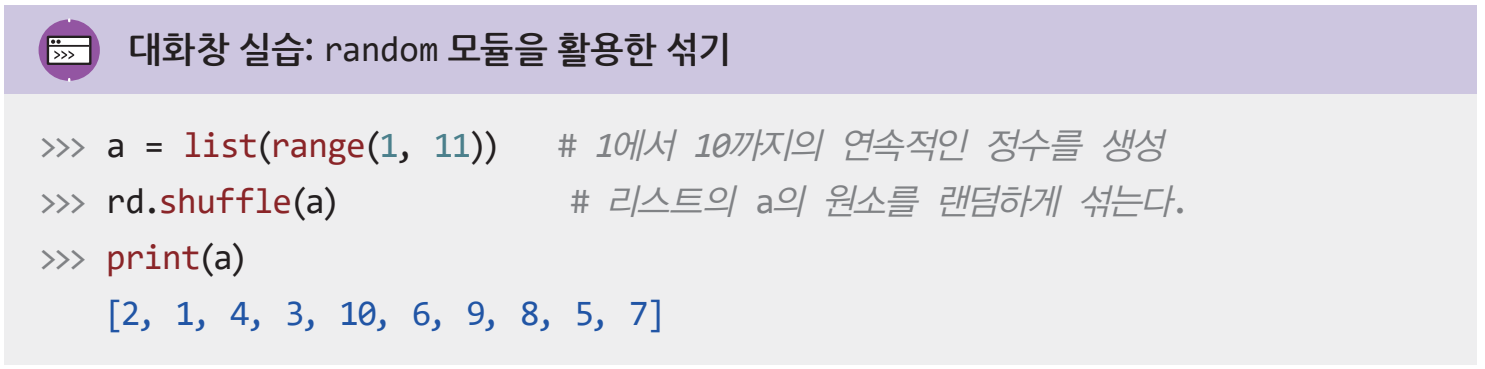 >>> 대화창 실습: random 모듈을 활용한 섞기
>>> a = list(range(1, 11)) # 1에서 10까지의 연속적인 정수를 생성
>>> rd.shuffle(a) # 리스트의 a의 원소를 랜덤하게 섞는다.
>>> print(a)
[2, 1, 4, 3, 10, 6, 9, 8, 5, 7]